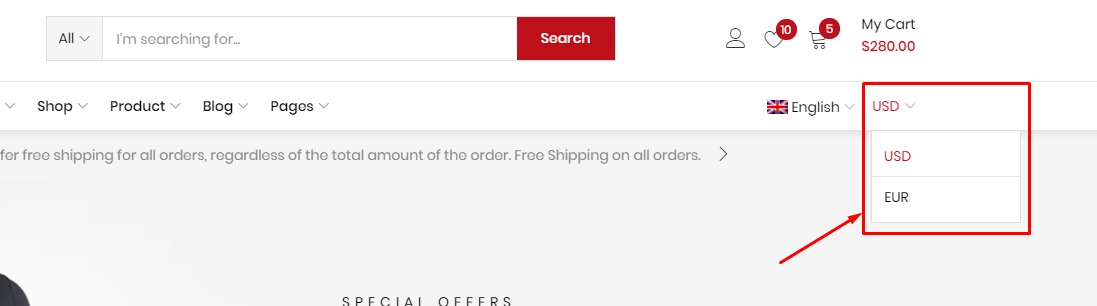 All
I'm searching for...
Search
10
5
My Cart
$280.00
Shop
Product
Blog
Pages
English
USD
fer free shipping for all orders, regardless of the total amount of the order. Free Shipping on all orders.
USD
EUR
SPECIAL OFFERS